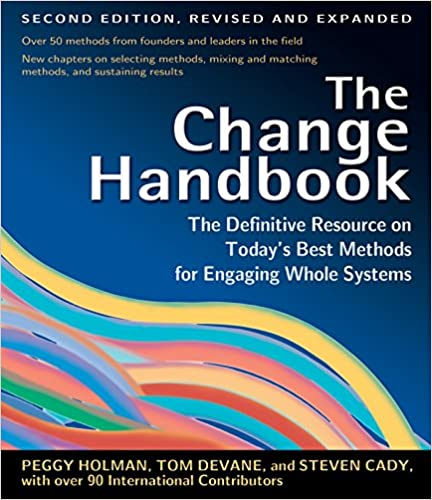 SECOND EDITION, REVISED AND EXPANDED
Over 50 methods from founders and leaders in the field
New chapters on selecting methods, mixing and matching
methods, and sustaining results
The
Change
Handbook
The Definitive Resource on
Today's Best Methods
for Engaging Whole Systems
PEGGY HOLMAN, TOM DEVANE, and STEVEN CADY,
with over 90 International Contributors